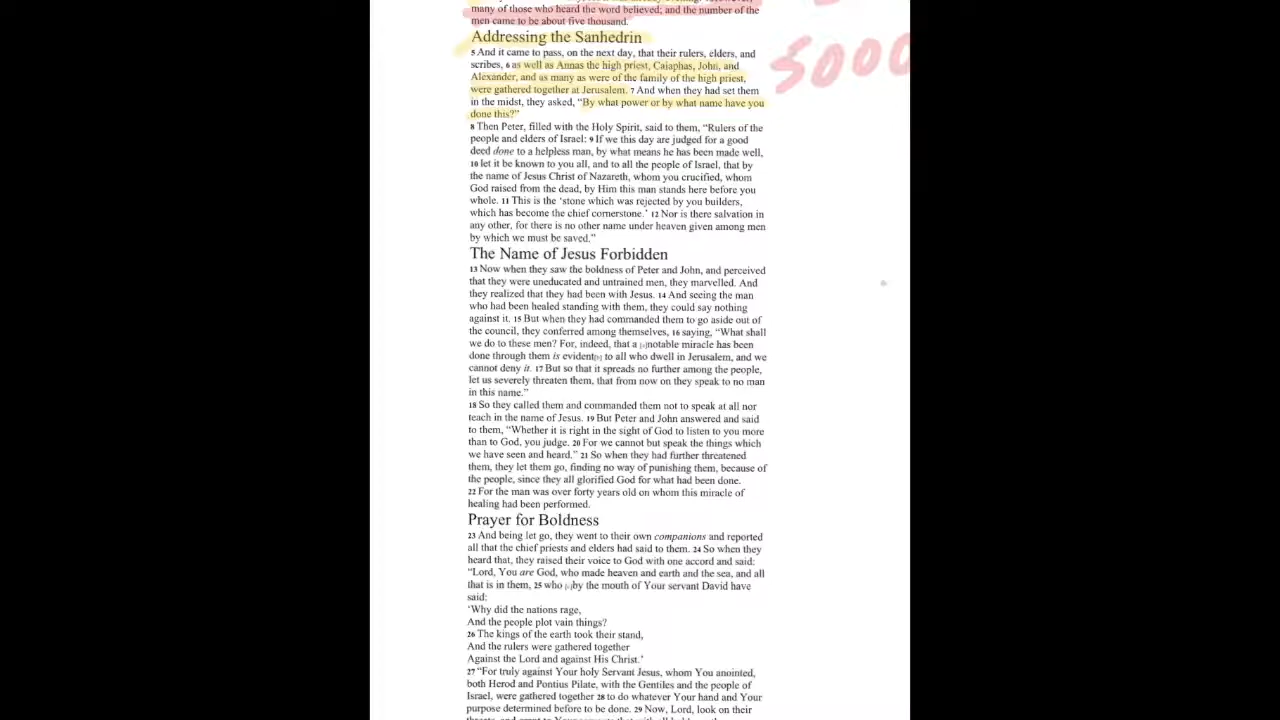 many of those who heard the word believed; and the number of the
men came to be about five thousand.
5000
Addressing the Sanhedrin
5 And it came to pass, on the next day, that their rulers, elders, and
scribes, 6 as well as Annas the high priest, Caiaphas, John, and
Alexander, and as many as were of the family of the high priest,
were gathered together at Jerusalem. 7 And when they had set them
in the midst, they asked, “By what power or by what name have you
done this?”
8 Then Peter, filled with the Holy Spirit, said to them, “Rulers of the
people and elders of Israel: 9 If we this day are judged for a good
deed done to a helpless man, by what means he has been made well,
10 let it be known to you all, and to all the people of Israel, that by
the name of Jesus Christ of Nazareth, whom you crucified, whom
God raised from the dead, by Him this man stands here before you
whole. 11 This is the ‘stone which was rejected by you builders,
which has become the chief cornerstone.’ 12 Nor is there salvation in
any other, for there is no other name under heaven given among men
by which we must be saved.”
The Name of Jesus Forbidden
13 Now when they saw the boldness of Peter and John, and perceived
that they were uneducated and untrained men, they marvelled. And
they realized that they had been with Jesus. 14 And seeing the man
who had been healed standing with them, they could say nothing
against it. 15 But when they had commanded them to go aside out of
the council, they conferred among themselves, 16 saying, “What shall
we do to these men? For, indeed, that a notable miracle has been
done through them is evident to all who dwell in Jerusalem, and we
cannot deny it. 17 But so that it spreads no further among the people,
let us severely threaten them, that from now on they speak to no man
in this name.”
18 So they called them and commanded them not to speak at all nor
teach in the name of Jesus. 19 But Peter and John answered and said
to them, “Whether it is right in the sight of God to listen to you more
than to God, you judge. 20 For we cannot but speak the things which
we have seen and heard.” 21 So when they had further threatened
them, they let them go, finding no way of punishing them, because of
the people, since they all glorified God for what had been done.
22 For the man was over forty years old on whom this miracle of
healing had been performed.
Prayer for Boldness
23 And being let go, they went to their own companions and reported
all that the chief priests and elders had said to them. 24 So when they
heard that, they raised their voice to God with one accord and said:
“Lord, You are God, who made heaven and earth and the sea, and all
that is in them, 25 who by the mouth of Your servant David have
said:
‘Why did the nations rage,
And the people plot vain things?
26 The kings of the earth took their stand,
And the rulers were gathered together
Against the Lord and against His Christ.’
27 “For truly against Your holy Servant Jesus, whom You anointed,
both Herod and Pontius Pilate, with the Gentiles and the people of
Israel, were gathered together 28 to do whatever Your hand and Your
purpose determined before to be done. 29 Now, Lord, look on their